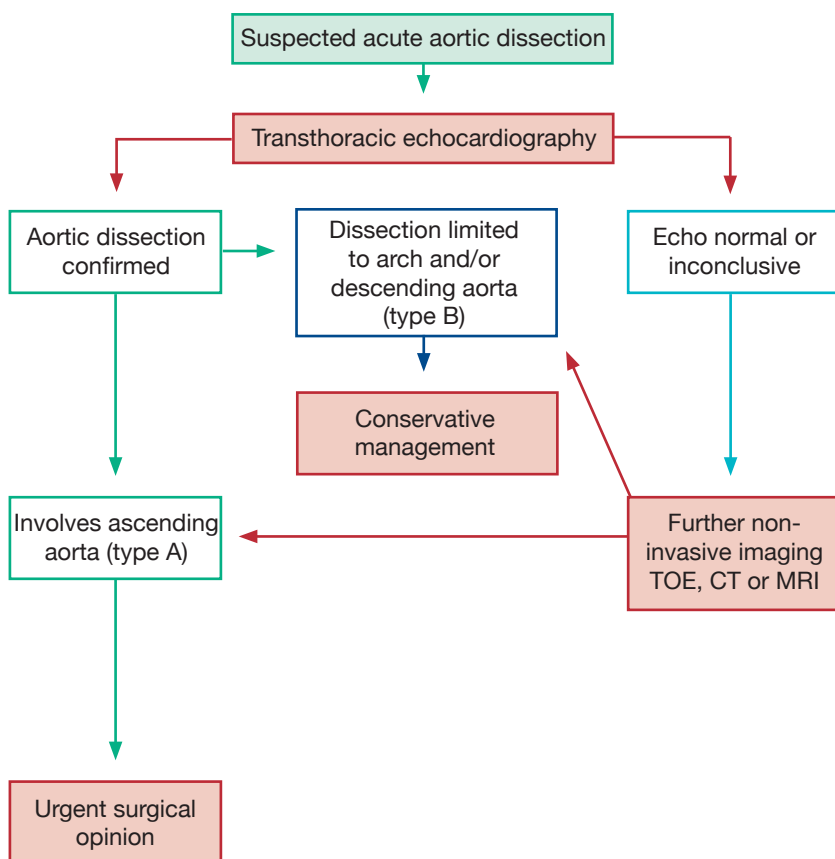 Suspected acute aortic dissection
Transthoracic echocardiography
Aortic dissection
confirmed
Dissection limited
to arch and/or
descending aorta
(type B)
Echo normal or
inconclusive
Conservative
management
Involves ascending
aorta (type A)
Further non-
invasive imaging
TOE, CT or MRI
Urgent surgical
opinion